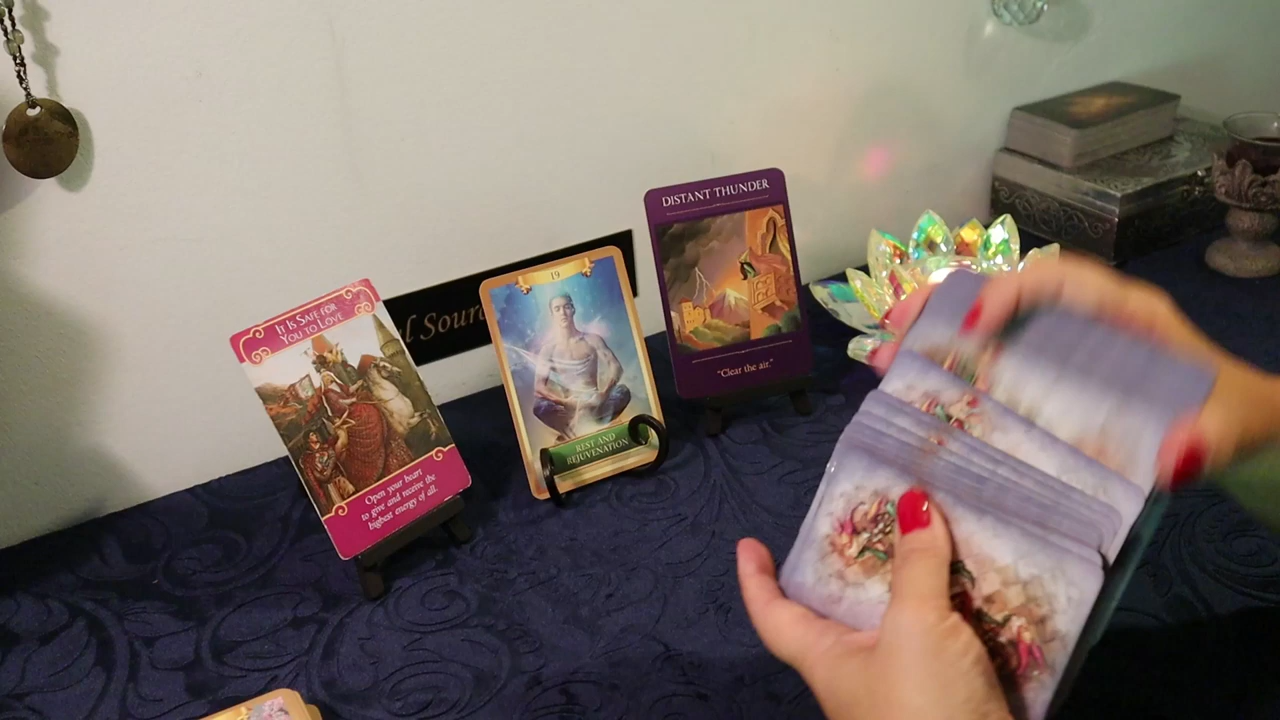 It Is Safe for
You to Love
Open your heart
to give and receive the
highest energy of all.
19
REST AND
REJUVENATION
DISTANT THUNDER
"Clear the air."